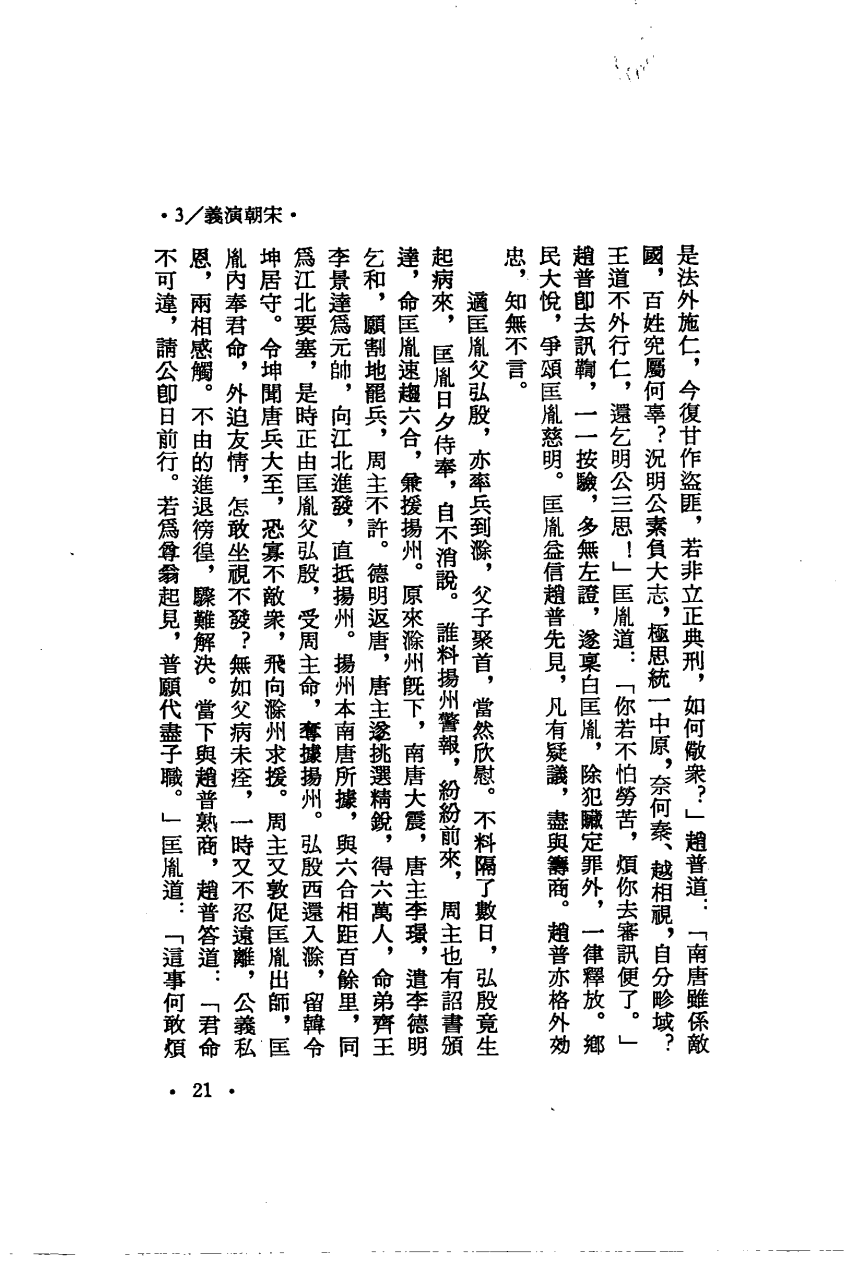 •3／義演朝宋•
是法外施仁，今復甘作盜匪，若非立正典刑，如何儆衆？」趙普道：「南唐雖係敵
國，百姓究屬何辜？況明公素負大志，極思統一中原，奈何秦、越相視，自分畛域？
王道不外行仁，還乞明公三思！」匡胤道：「你若不怕勞苦，煩你去審訊便了。」
趙普卽去訊鞫，一一按驗，多無左證，遂稟白匡胤，除犯贓定罪外，一律釋放。鄉
民大悅，爭頌匡胤慈明。匡胤益信趙普先見，凡有疑議，盡與籌商。趙普亦格外効
忠，知無不言。
適匡胤父弘殷，亦率兵到滁，父子聚首，當然欣慰。不料隔了數日，弘殷竟生
起病來，匡胤日夕侍奉，自不消說。誰料揚州警報，紛紛前來，周主也有詔書頒
達，命匡胤速趨六合，兼援揚州。原來滁州旣下，南唐大震，唐主李璟，遣李德明
乞和，願割地罷兵，周主不許。德明返唐，唐主遂挑選精銳，得六萬人，命弟齊王
李景達爲元帥，向江北進發，直抵揚州。揚州本南唐所據，與六合相距百餘里，同
爲江北要塞，是時正由匡胤父弘殷，受周主命，奪據揚州。弘殷西還入滁，留韓令
坤居守。令坤聞唐兵大至，恐寡不敵衆，飛向滁州求援。周主又敦促匡胤出師，匡
胤內奉君命，外迫友情，怎敢坐視不發？無如父病未痊，一時又不忍遠離，公義私
恩，兩相感觸。不由的進退徬徨，驟難解決。當下與趙普熟商，趙普答道：「君命
不可違，請公卽日前行。若爲尊翁起見，普願代盡子職。」匡胤道：「這事何敢煩
• 21 •